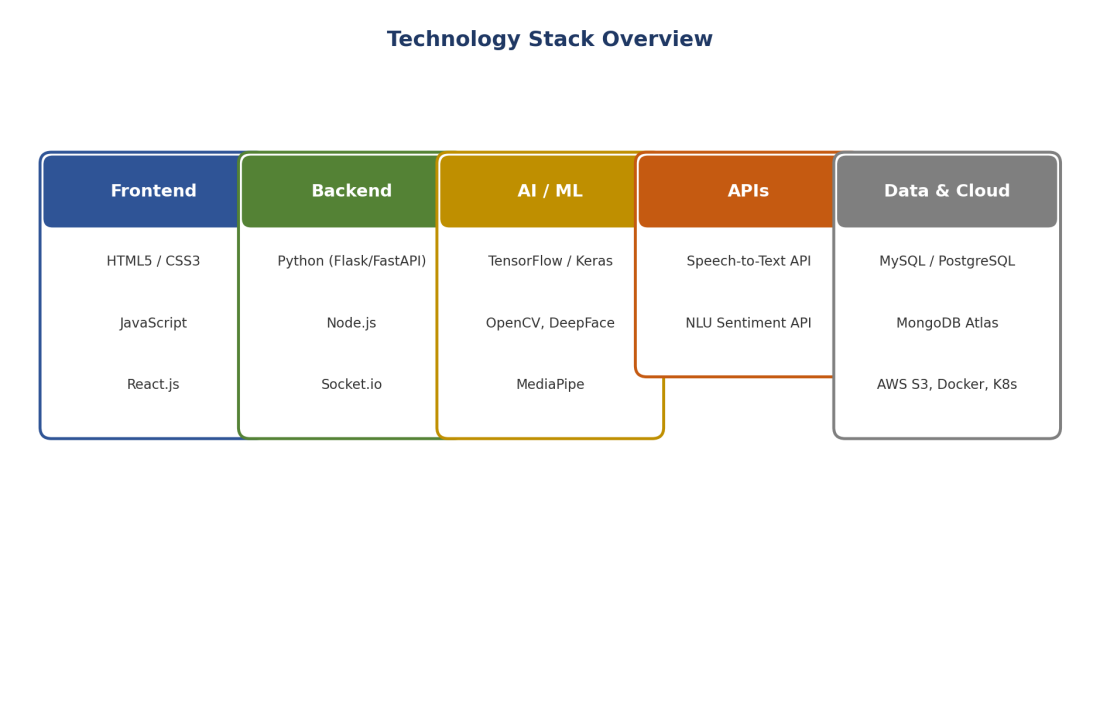 Technology Stack Overview
Frontend
HTML5 / CSS3
JavaScript
React.js
Backend
Python (Flask/FastAPI)
Node.js
Socket.io
AI / ML
TensorFlow / Keras
OpenCV, DeepFace
MediaPipe
APIs
Speech-to-Text API
NLU Sentiment API
Data & Cloud
MySQL / PostgreSQL
MongoDB Atlas
AWS S3, Docker, K8s